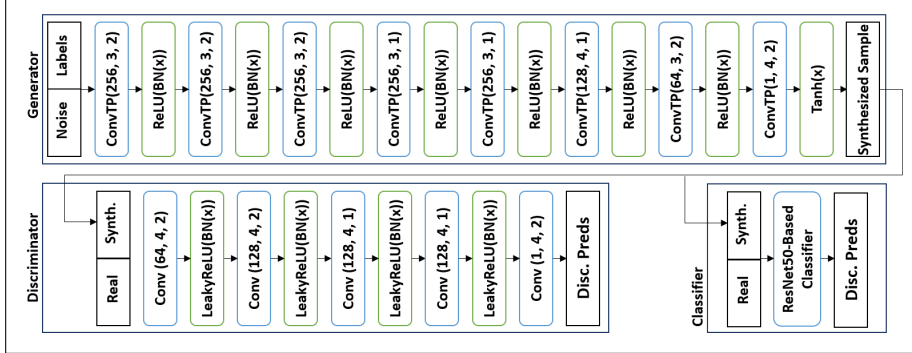 Generator
Noise
Labels
ConvTP(256, 3, 2)
ReLU(BN(x))
ConvTP(256, 3, 2)
ReLU(BN(x))
ConvTP(256, 3, 2)
ReLU(BN(x))
ConvTP(256, 3, 1)
ReLU(BN(x))
ConvTP(256, 3, 1)
ReLU(BN(x))
ConvTP(128, 4, 1)
ReLU(BN(x))
ConvTP(64, 3, 2)
ReLU(BN(x))
ConvTP(1, 4, 2)
Tanh(x)
Synthesized Sample
Discriminator
Real
Synth.
Conv (64, 4, 2)
LeakyReLU(BN(x))
Conv (128, 4, 2)
LeakyReLU(BN(x))
Conv (128, 4, 1)
LeakyReLU(BN(x))
Conv (128, 4, 1)
LeakyReLU(BN(x))
Conv (1, 4, 2)
Disc. Preds
Classifier
Real
Synth.
ResNet50-Based
Classifier
Disc. Preds